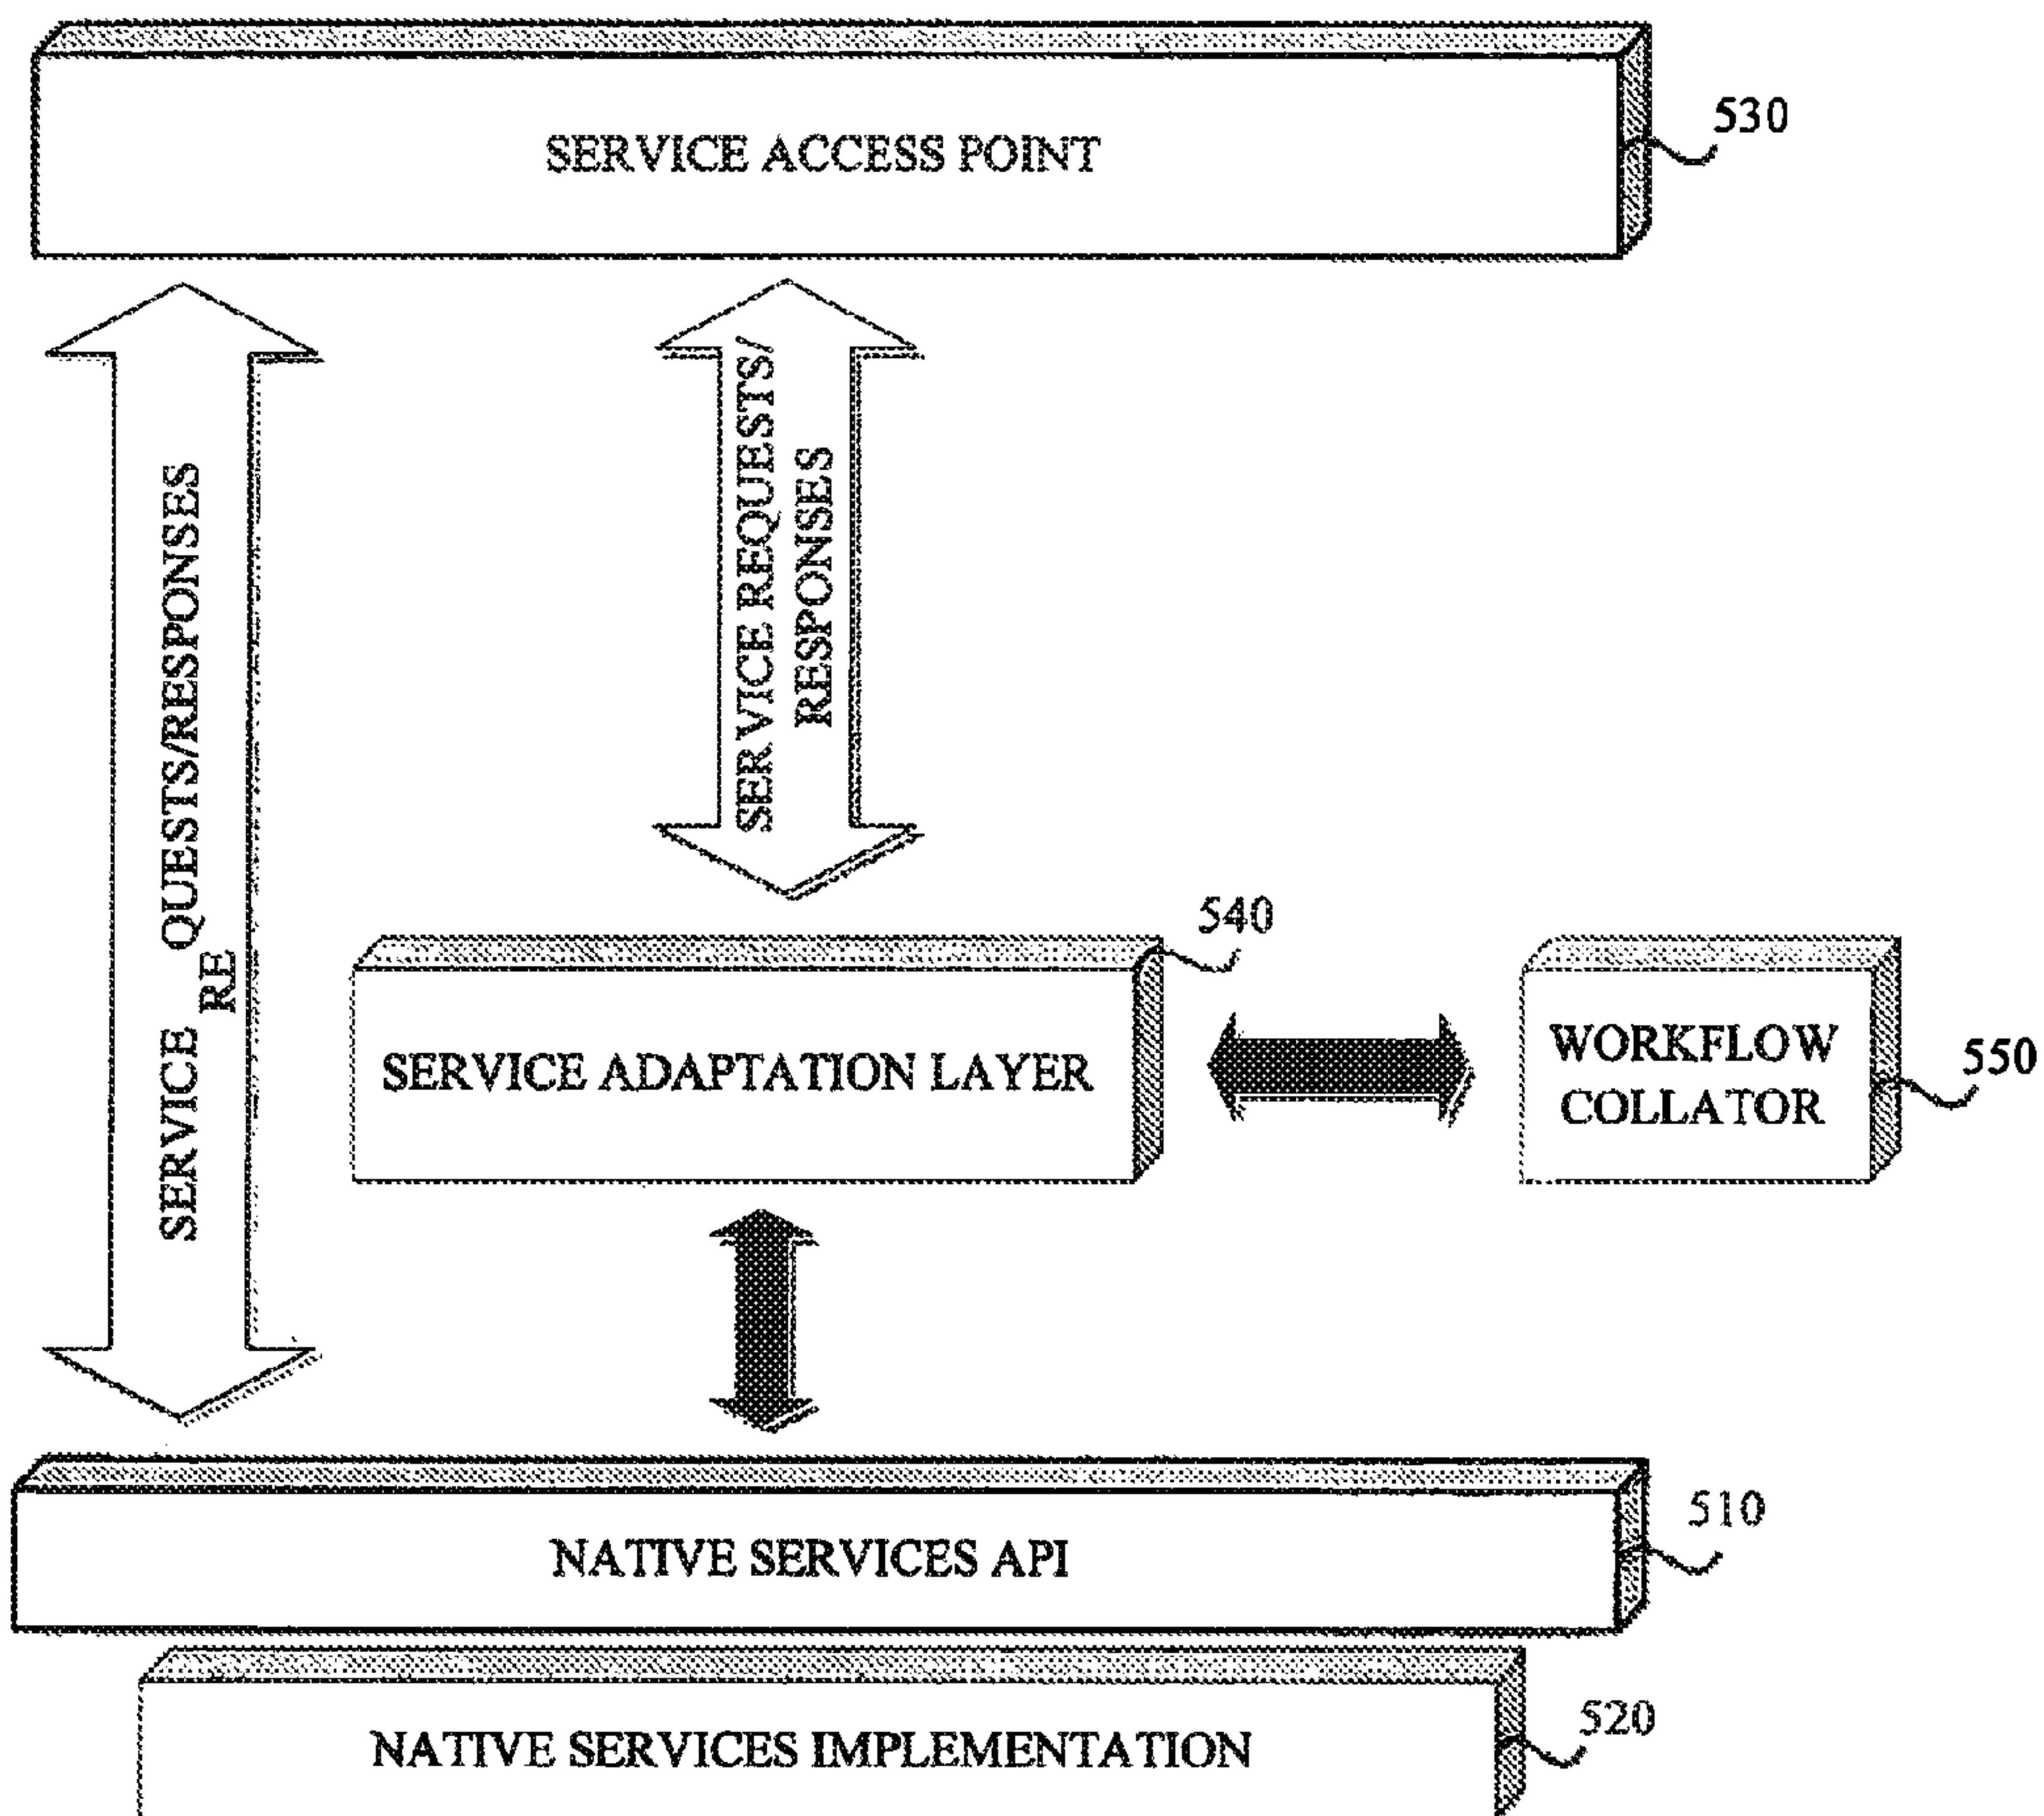 SERVICE ACCESS POINT
530
SERVICE REQUESTS/RESPONSES
SERVICE REQUESTS/
RESPONSES
540
SERVICE ADAPTATION LAYER
WORKFLOW
COLLATOR
550
NATIVE SERVICES API
510
NATIVE SERVICES IMPLEMENTATION
520